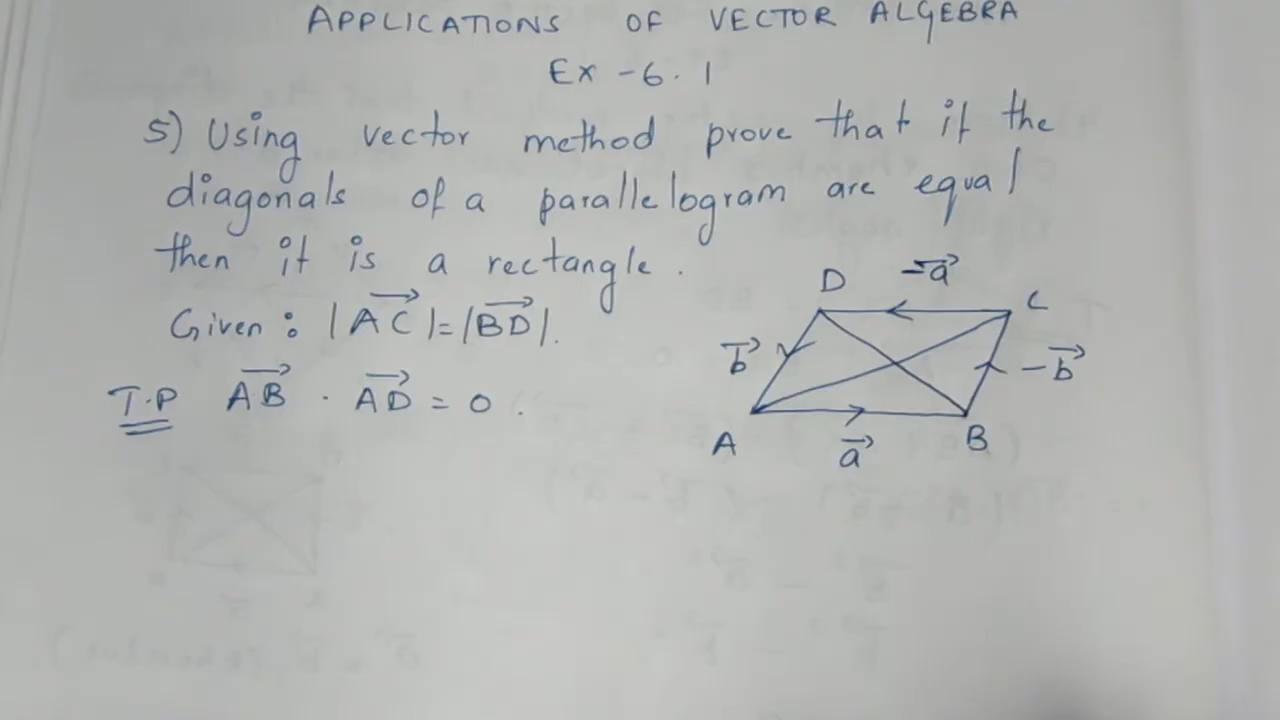 APPLICATIONS OF VECTOR ALGEBRA
Ex - 6.1
5) Using vector method prove that if the
diagonals of a parallelogram are equal
then it is a rectangle.
Given : |AC→| = |BD→|.
T.P AB→ . AD→ = 0 .
D -a→ C
b→ -b→
A a→ B